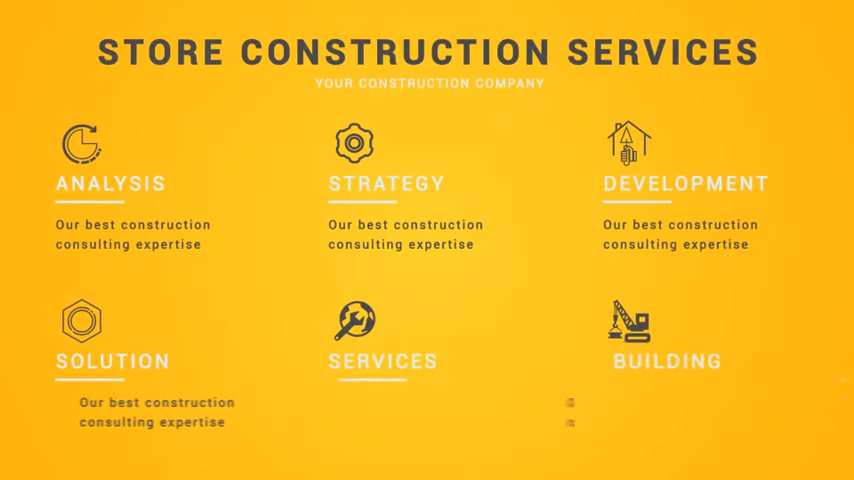 STORE CONSTRUCTION SERVICES
YOUR CONSTRUCTION COMPANY
ANALYSIS
Our best construction
consulting expertise
STRATEGY
Our best construction
consulting expertise
DEVELOPMENT
Our best construction
consulting expertise
SOLUTION
Our best construction
consulting expertise
SERVICES
BUILDING